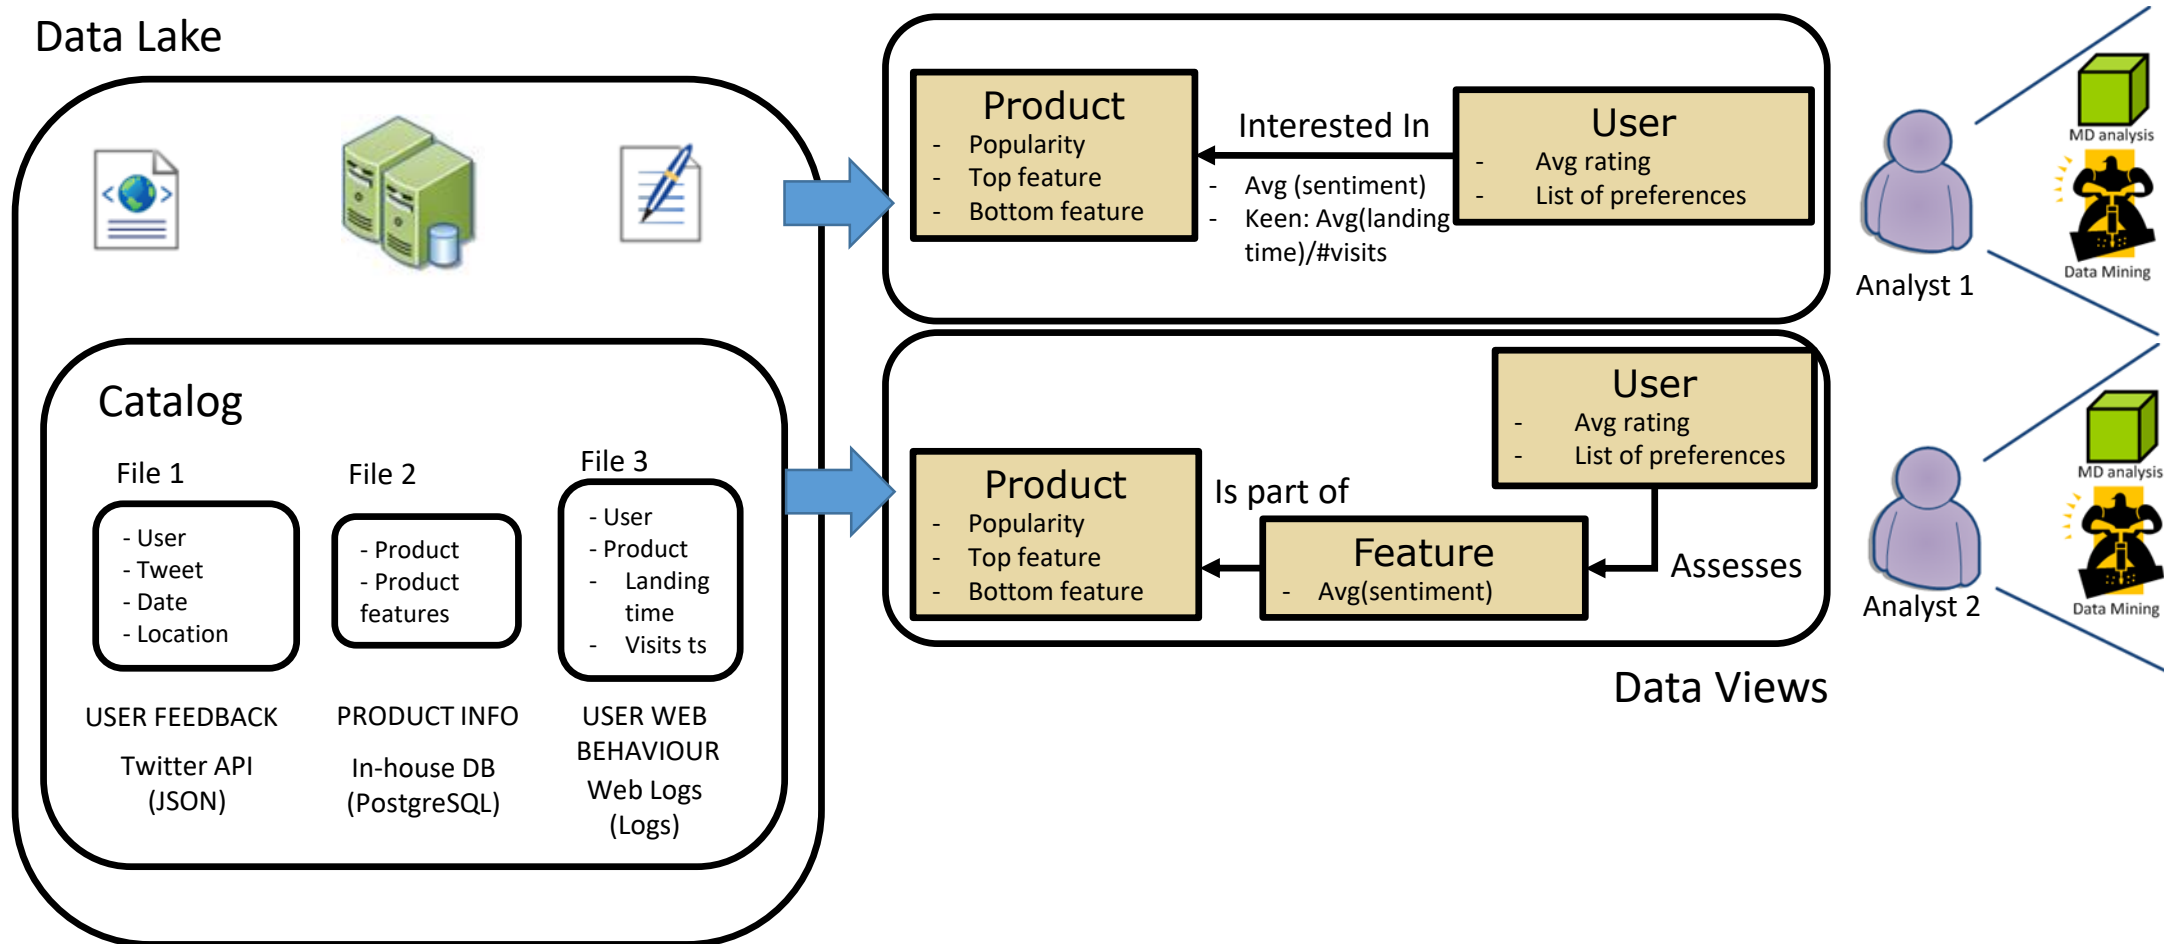 Data Lake
Catalog
File 1
- User
- Tweet
- Date
- Location
USER FEEDBACK
Twitter API
(JSON)
File 2
- Product
- Product
features
PRODUCT INFO
In-house DB
(PostgreSQL)
File 3
- User
- Product
- Landing
time
- Visits ts
USER WEB
BEHAVIOUR
Web Logs
(Logs)
Product
- Popularity
- Top feature
- Bottom feature
Interested In
- Avg (sentiment)
- Keen: Avg(landing
time)/#visits
User
- Avg rating
- List of preferences
Analyst 1
MD analysis
Data Mining
Product
- Popularity
- Top feature
- Bottom feature
Is part of
Feature
- Avg(sentiment)
User
- Avg rating
- List of preferences
Assesses
Data Views
Analyst 2
MD analysis
Data Mining